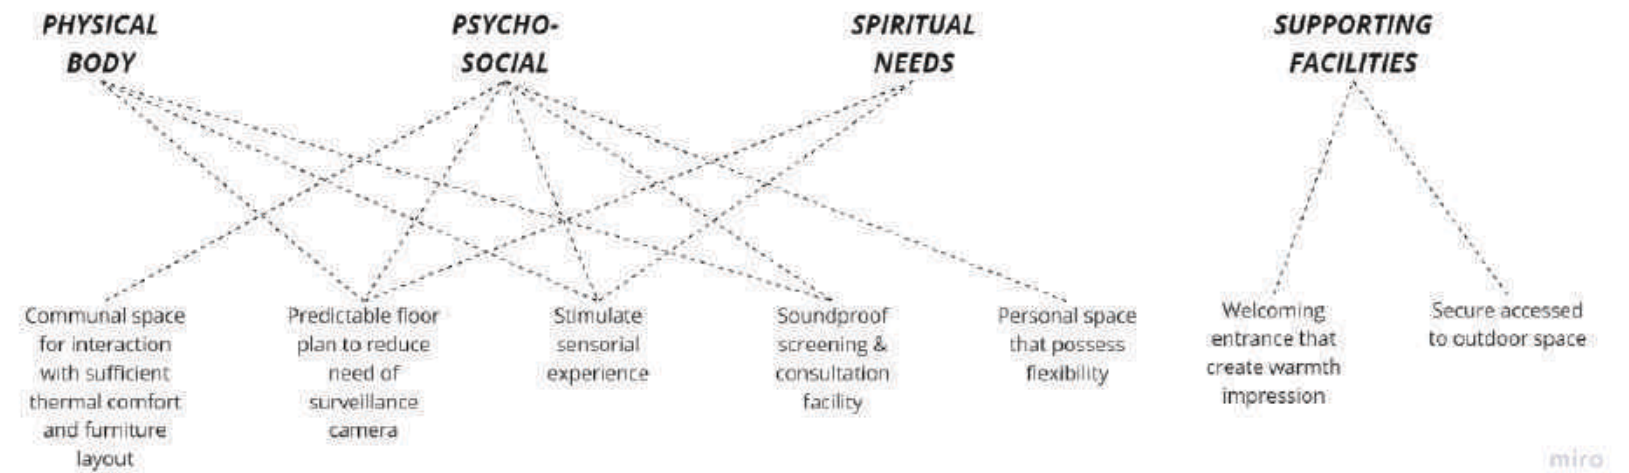 PHYSICAL
BODY
PSYCHO-
SOCIAL
SPIRITUAL
NEEDS
SUPPORTING
FACILITIES
Communal space
for interaction
with sufficient
thermal comfort
and furniture
layout
Predictable floor
plan to reduce
need of
surveillance
camera
Stimulate
sensorial
experience
Soundproof
screening &
consultation
facility
Personal space
that possess
flexibility
Welcoming
entrance that
create warmth
impression
Secure accessed
to outdoor space
miro